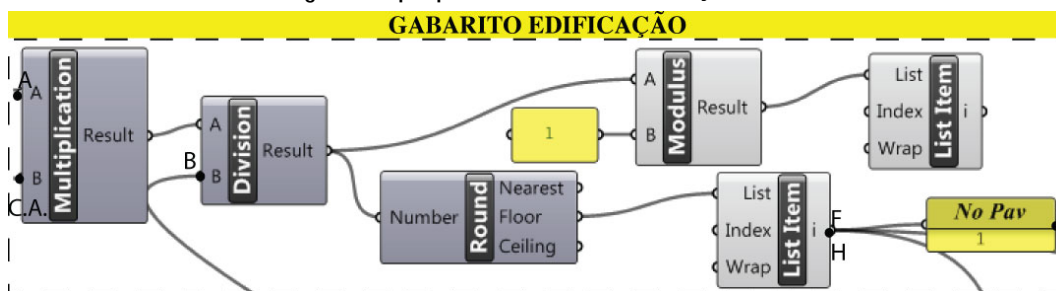 GABARITO EDIFICAÇÃO
A
A
B
C.A.
Multiplication
Result
A
B
B
Division
Result
1
A
B
Modulus
Result
List
Index
Wrap
List Item
i
Number
Round
Nearest
Floor
Ceiling
List
Index
Wrap
List Item
i
F
H
No Pav
1